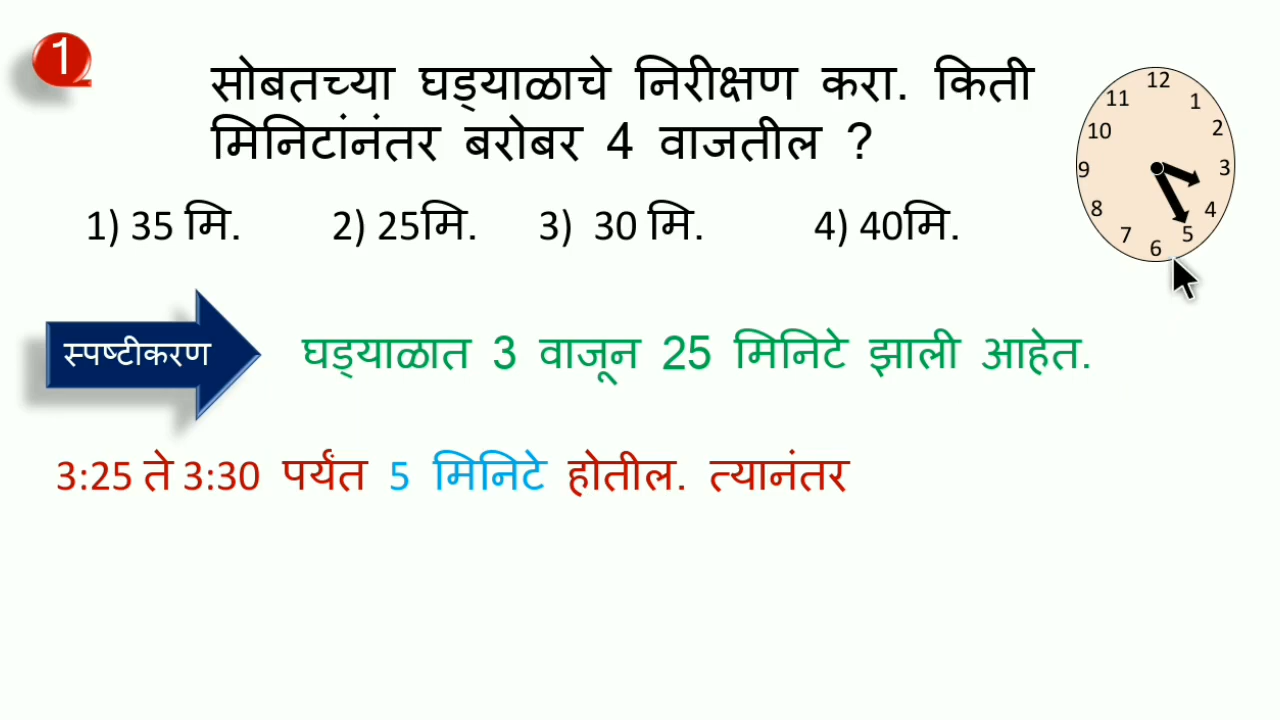 1
सोबतच्या घड्याळाचे निरीक्षण करा. किती
मिनिटांनंतर बरोबर 4 वाजतील ?
1) 35 मि. 2) 25मि. 3) 30 मि. 4) 40मि.
12
11 1
10 2
9 3
8 4
7 5
6
स्पष्टीकरण
घड्याळात 3 वाजून 25 मिनिटे झाली आहेत.
3:25 ते 3:30 पर्यंत 5 मिनिटे होतील. त्यानंतर